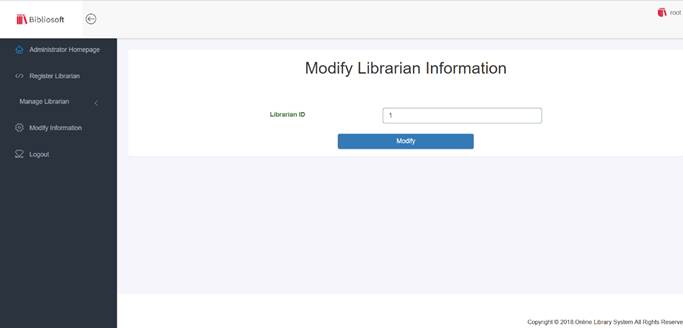 Bibliosoft
root
Administrator Homepage
Register Librarian
Manage Librarian
Modify Information
Logout
Modify Librarian Information
Librarian ID
1
Modify
Copyright © 2018 Online Library System All Rights Reserve